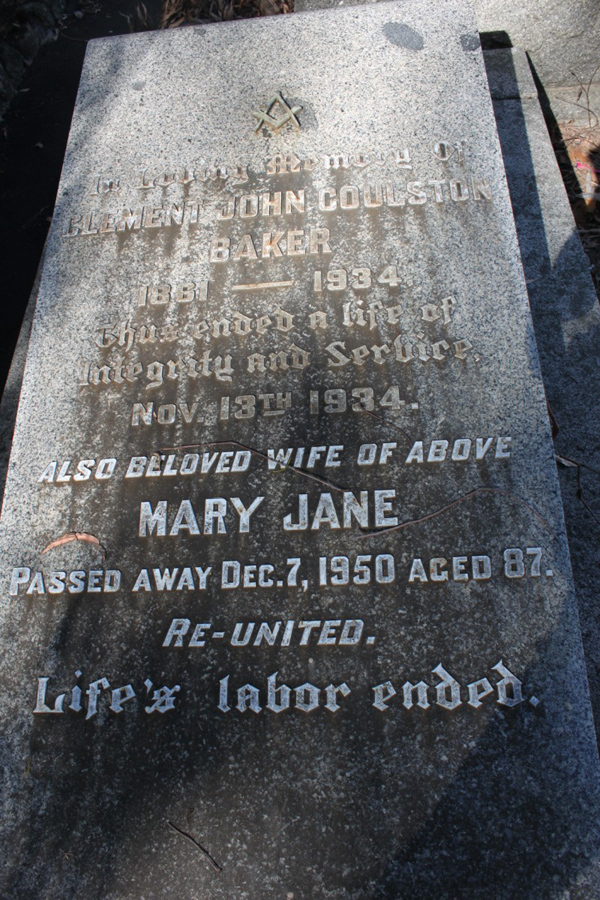 In Loving Memory Of
CLEMENT JOHN COULSTON
BAKER
1881 — 1934
Thus ended a life of
Integrity and Service.
NOV. 13TH 1934.
ALSO BELOVED WIFE OF ABOVE
MARY JANE
PASSED AWAY DEC. 7, 1950 AGED 87.
RE-UNITED.
Life's labor ended.